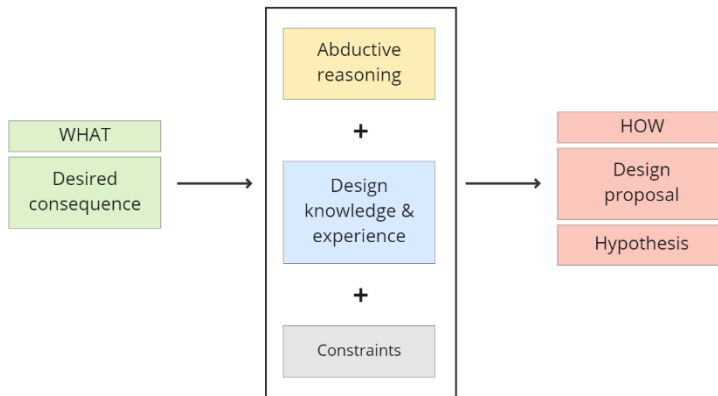 WHAT
Desired
consequence
Abductive
reasoning
+
Design
knowledge &
experience
+
Constraints
HOW
Design
proposal
Hypothesis